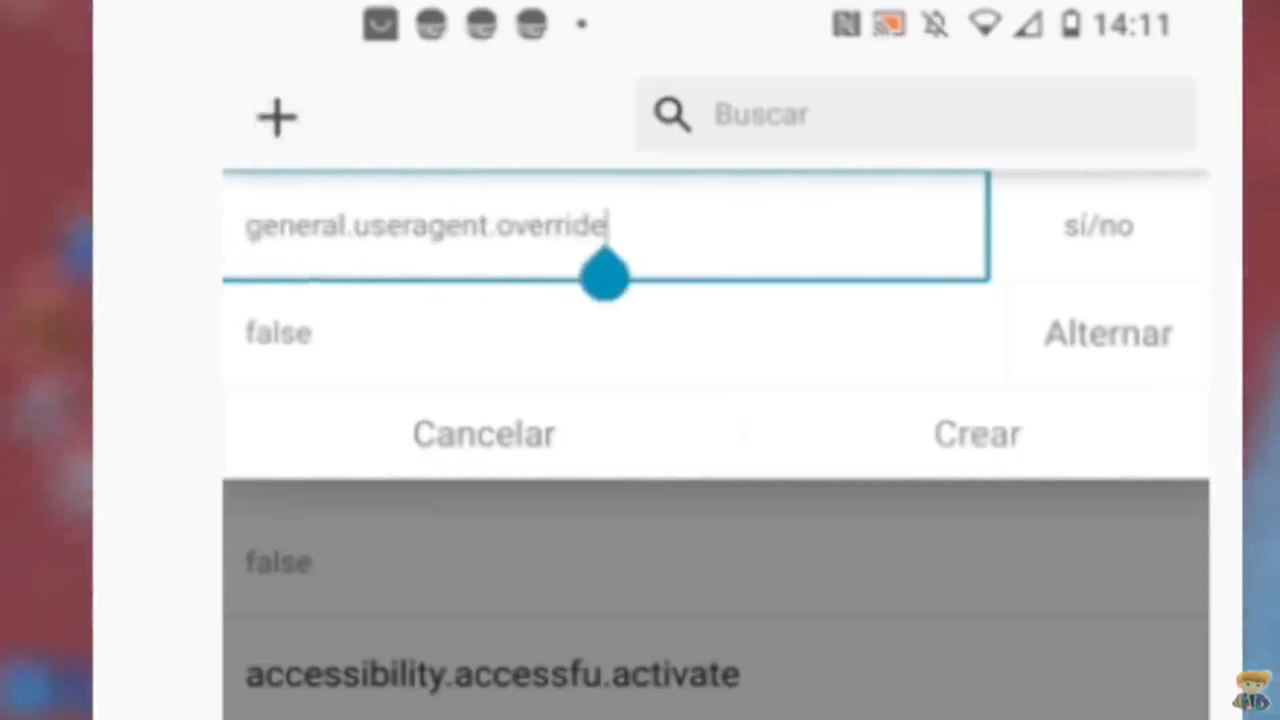 14:11
Buscar
general.useragent.override
sí/no
false
Alternar
Cancelar
Crear
false
accessibility.accessfu.activate